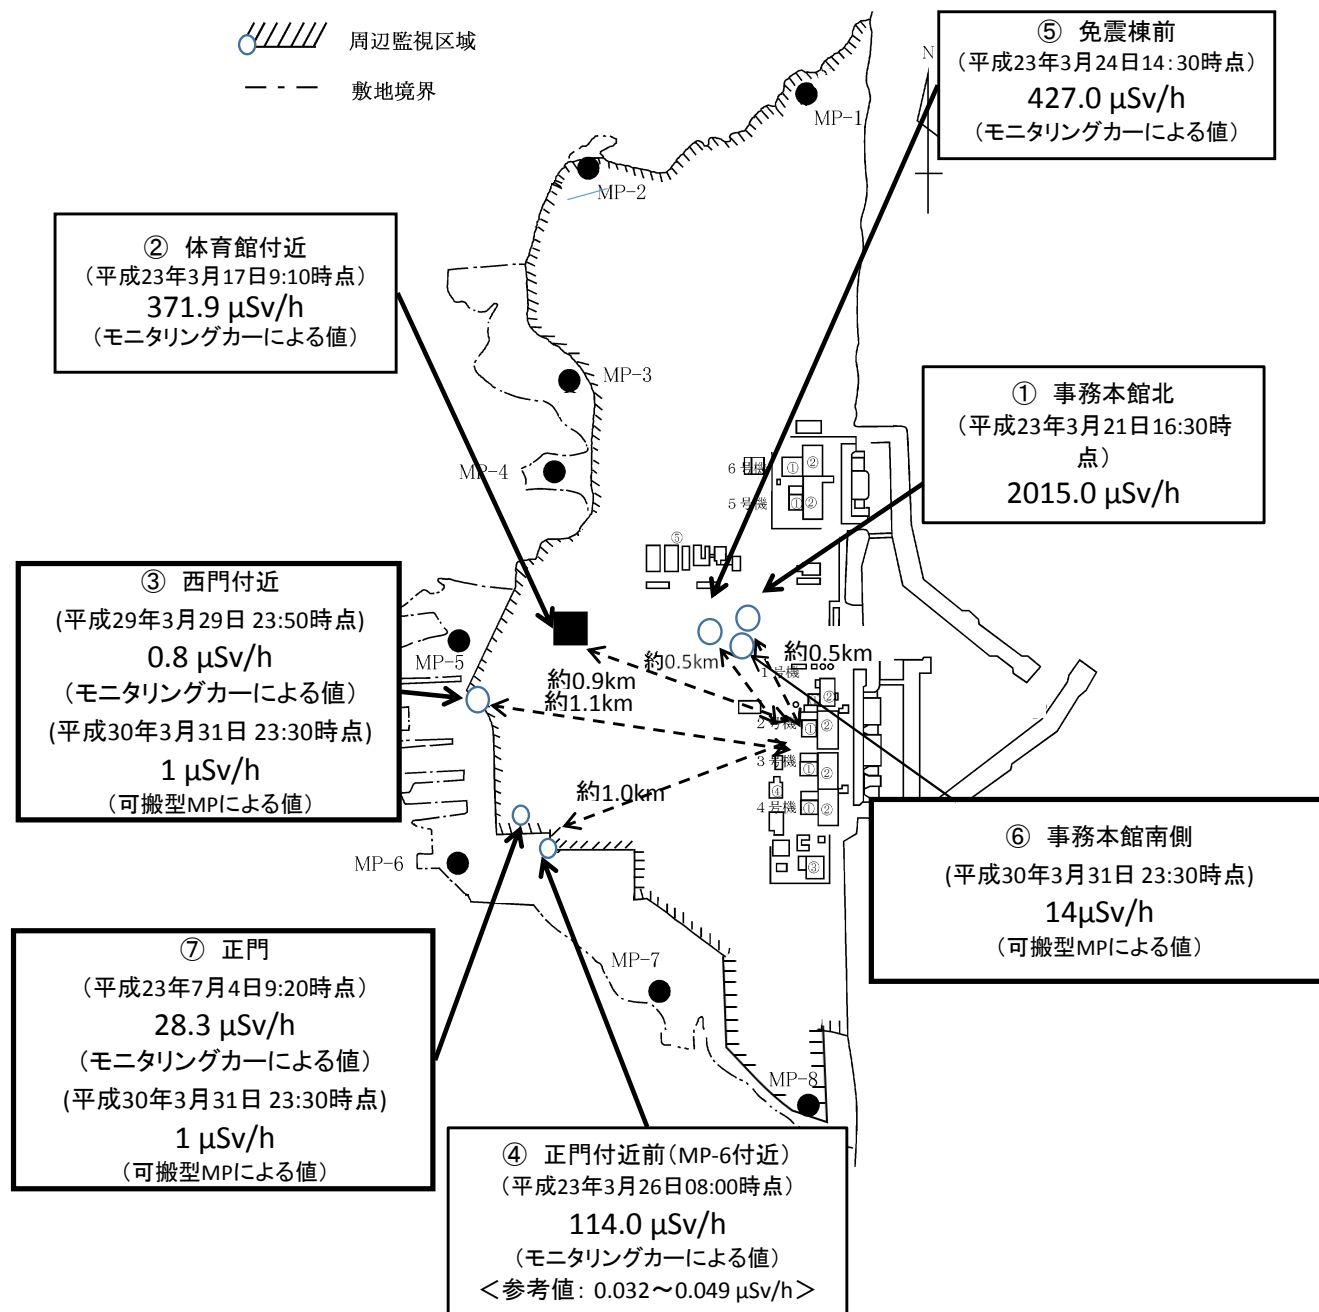 周辺監視区域
敷地境界
⑤ 免震棟前
（平成23年3月24日14：30時点）
427.0 μSv/h
（モニタリングカーによる値）
N
MP-1
MP-2
② 体育館付近
（平成23年3月17日9:10時点）
371.9 μSv/h
（モニタリングカーによる値）
MP-3
MP-4
① 事務本館北
（平成23年3月21日16:30時
点）
2015.0 μSv/h
6号機
①
②
5号機
①
②
⑤
③ 西門付近
(平成29年3月29日 23:50時点)
0.8 μSv/h
（モニタリングカーによる値）
(平成30年3月31日 23:30時点)
1 μSv/h
（可搬型MPによる値）
MP-5
約0.5km
約0.5km
約0.9km
約1.1km
約1.0km
1号機
②
2号機
①
②
3号機
①
②
④
4号機
①
②
③
MP-6
⑥ 事務本館南側
(平成30年3月31日 23:30時点)
14μSv/h
（可搬型MPによる値）
⑦ 正門
（平成23年7月4日9:20時点）
28.3 μSv/h
（モニタリングカーによる値）
(平成30年3月31日 23:30時点)
1 μSv/h
（可搬型MPによる値）
MP-7
MP-8
④ 正門付近前（MP-6付近）
（平成23年3月26日08:00時点）
114.0 μSv/h
（モニタリングカーによる値）
＜参考値：0.032～0.049 μSv/h＞